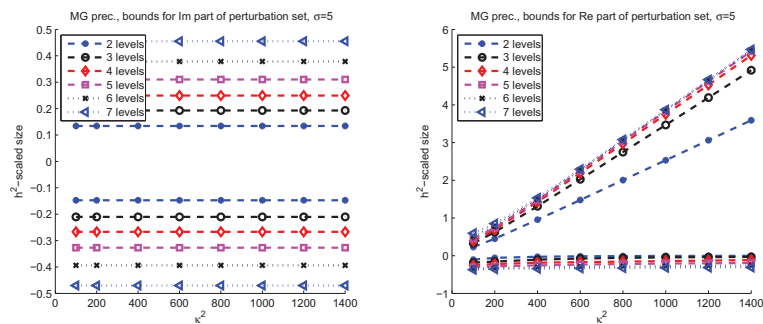 MG prec., bounds for Im part of perturbation set, σ=5
0.5
0.4
0.3
0.2
0.1
0
−0.1
−0.2
−0.3
−0.4
−0.5
h²−scaled size
2 levels
3 levels
4 levels
5 levels
6 levels
7 levels
0 200 400 600 800 1000 1200 1400
κ²
MG prec., bounds for Re part of perturbation set, σ=5
6
5
4
3
2
1
0
−1
h²−scaled size
2 levels
3 levels
4 levels
5 levels
6 levels
7 levels
0 200 400 600 800 1000 1200 1400
κ²